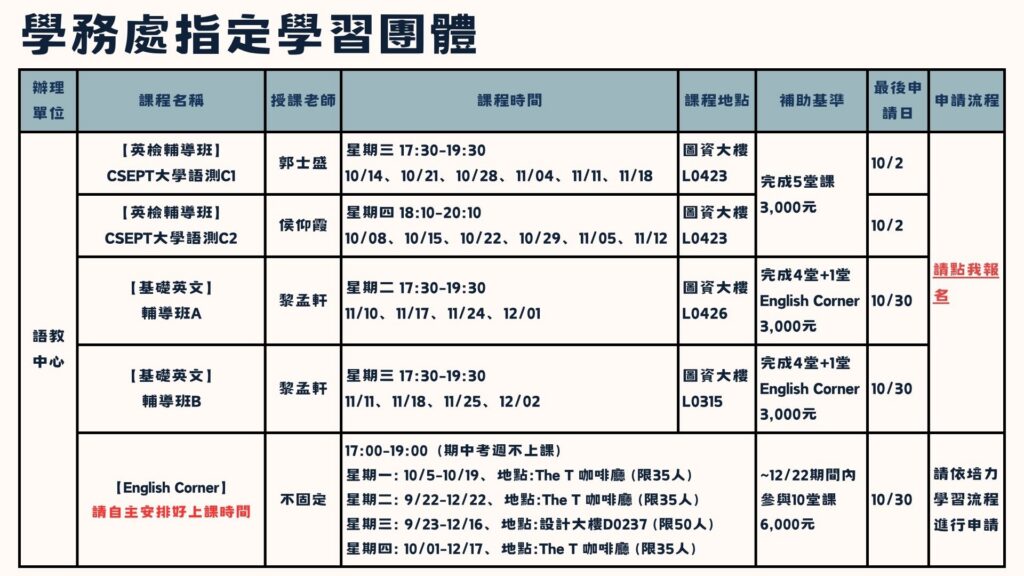 學務處指定學習團體
辦理
單位
課程名稱
授課老師
課程時間
課程地點
補助基準
最後申
請日
申請流程
語教
中心
【英檢輔導班】
CSEPT大學語測C1
郭士盛
星期三 17:30-19:30
10/14、10/21、10/28、11/04、11/11、11/18
圖資大樓
L0423
完成5堂課
3,000元
10/2
請點我報
名
【英檢輔導班】
CSEPT大學語測C2
侯仰霞
星期四 18:10-20:10
10/08、10/15、10/22、10/29、11/05、11/12
圖資大樓
L0423
10/2
【基礎英文】
輔導班A
黎孟軒
星期二 17:30-19:30
11/10、11/17、11/24、12/01
圖資大樓
L0426
完成4堂+1堂
English Corner
3,000元
10/30
【基礎英文】
輔導班B
黎孟軒
星期三 17:30-19:30
11/11、11/18、11/25、12/02
圖資大樓
L0315
完成4堂+1堂
English Corner
3,000元
10/30
【English Corner】
請自主安排好上課時間
不固定
17:00-19:00（期中考週不上課）
星期一: 10/5-10/19、地點:The T 咖啡廳 (限35人)
星期二: 9/22-12/22、地點:The T 咖啡廳 (限35人)
星期三: 9/23-12/16、地點:設計大樓D0237 (限50人)
星期四: 10/01-12/17、地點:The T 咖啡廳 (限35人)
~12/22期間內
參與10堂課
6,000元
10/30
請依培力
學習流程
進行申請